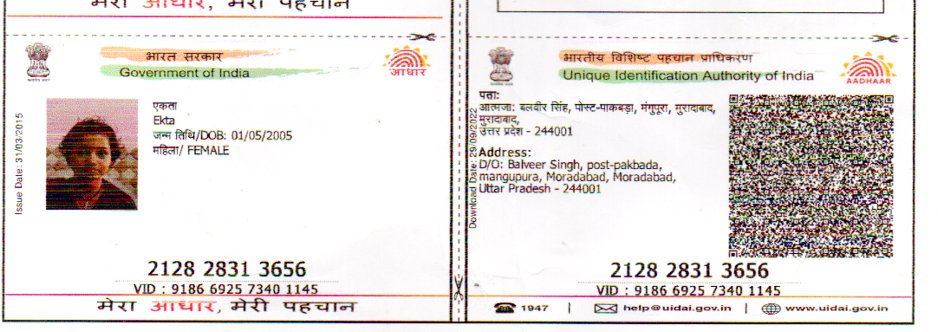 मेरा आधार, मेरी पहचान
भारत सरकार
Government of India
आधार
Issue Date: 31/03/2015
एकता
Ekta
जन्म तिथि/DOB: 01/05/2005
महिला/ FEMALE
2128 2831 3656
VID : 9186 6925 7340 1145
मेरा आधार, मेरी पहचान
भारतीय विशिष्ट पहचान प्राधिकरण
Unique Identification Authority of India
AADHAAR
Download Date: 29/09/2022
पता:
आत्मजा: बलवीर सिंह, पोस्ट-पाकबड़ा, मंगुपुरा, मुरादाबाद,
मुरादाबाद,
उत्तर प्रदेश - 244001
Address:
D/O: Balveer Singh, post-pakbada,
mangupura, Moradabad, Moradabad,
Uttar Pradesh - 244001
2128 2831 3656
VID : 9186 6925 7340 1145
1947 | help@uidai.gov.in | www.uidai.gov.in